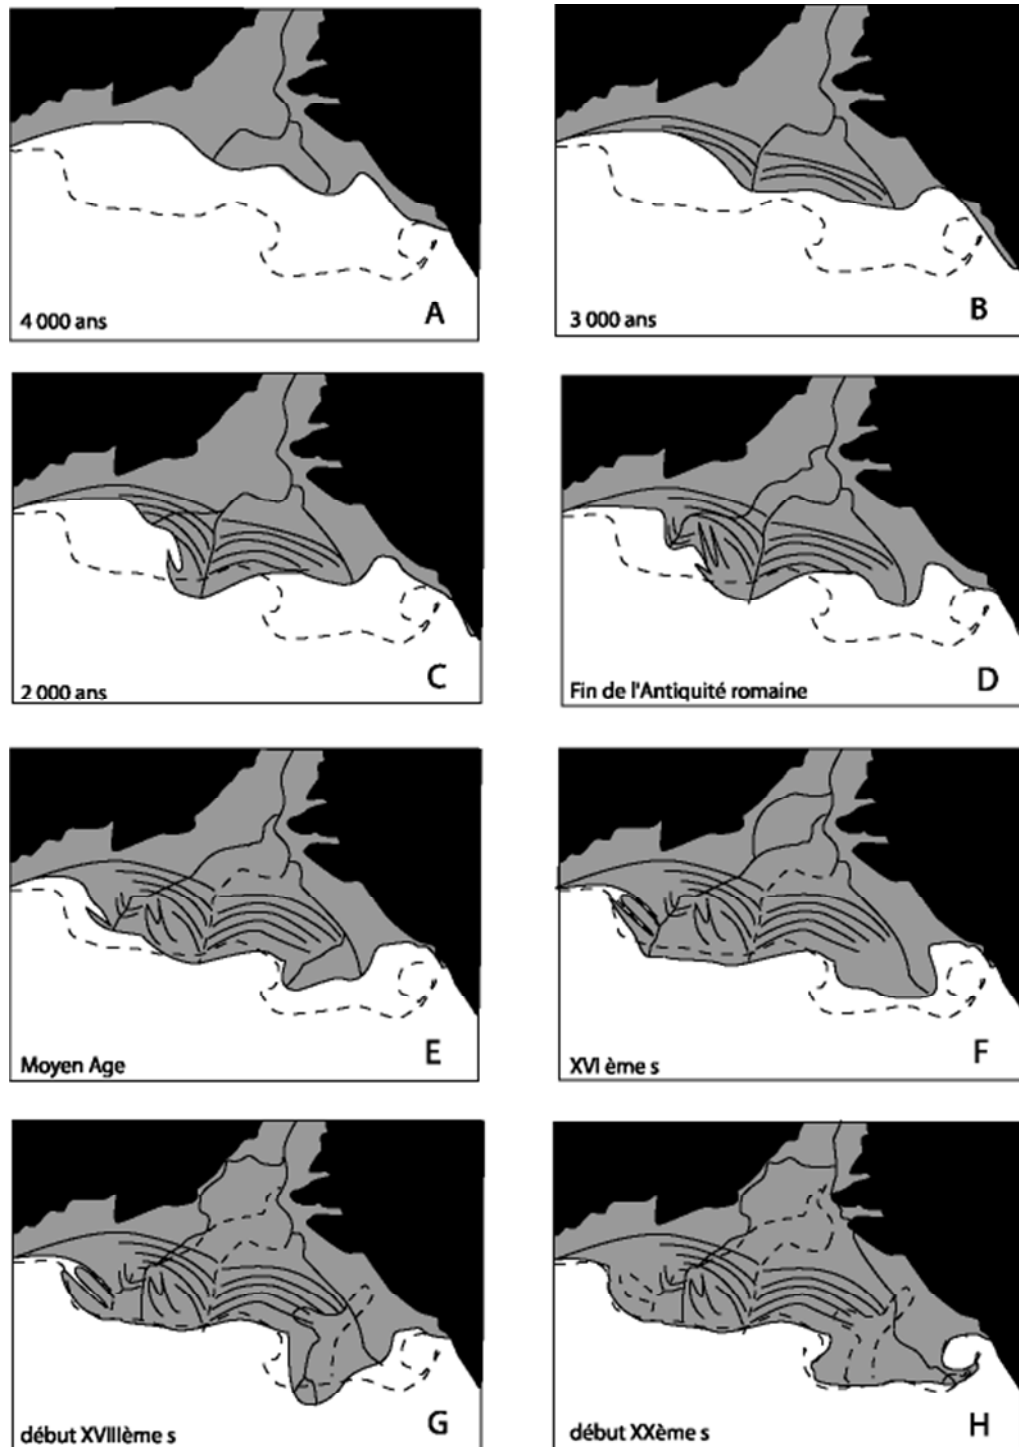 4 000 ans
A
3 000 ans
B
2 000 ans
C
Fin de l'Antiquité romaine
D
Moyen Age
E
XVI ème s
F
début XVIIIème s
G
début XXème s
H